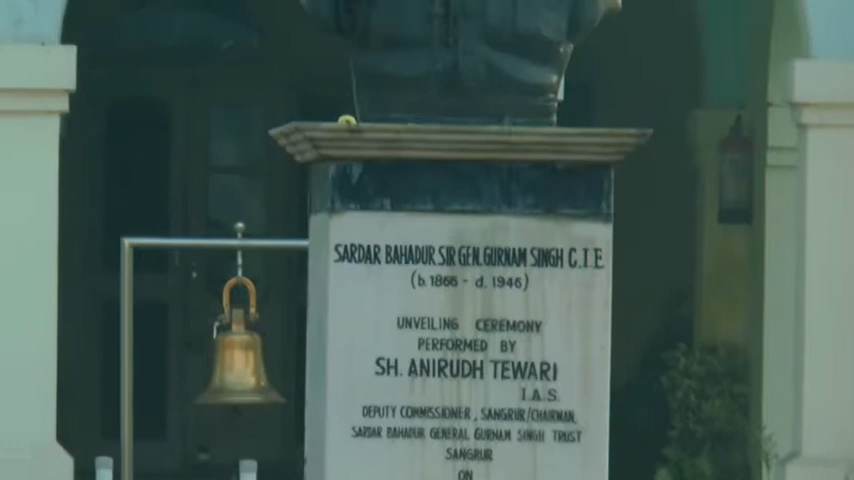 SARDAR BAHADUR.SIR GEN.GURNAM SINGH C.I.E
(b.1866 - d.1946)
UNVEILING CEREMONY
PERFORMED BY
SH. ANIRUDH TEWARI
I.A.S.
DEPUTY COMMISSIONER, SANGRUR/CHAIRMAN,
SARDAR BAHADUR GENERAL GURNAM SINGH TRUST
SANGRUR
ON